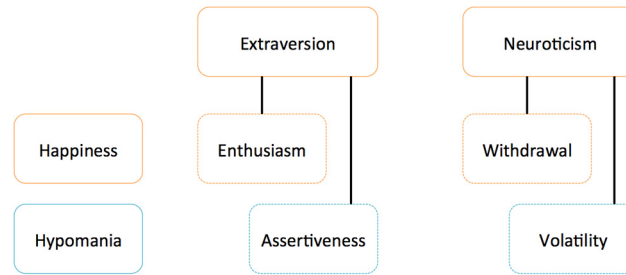 Extraversion
Neuroticism
Happiness
Enthusiasm
Withdrawal
Hypomania
Assertiveness
Volatility